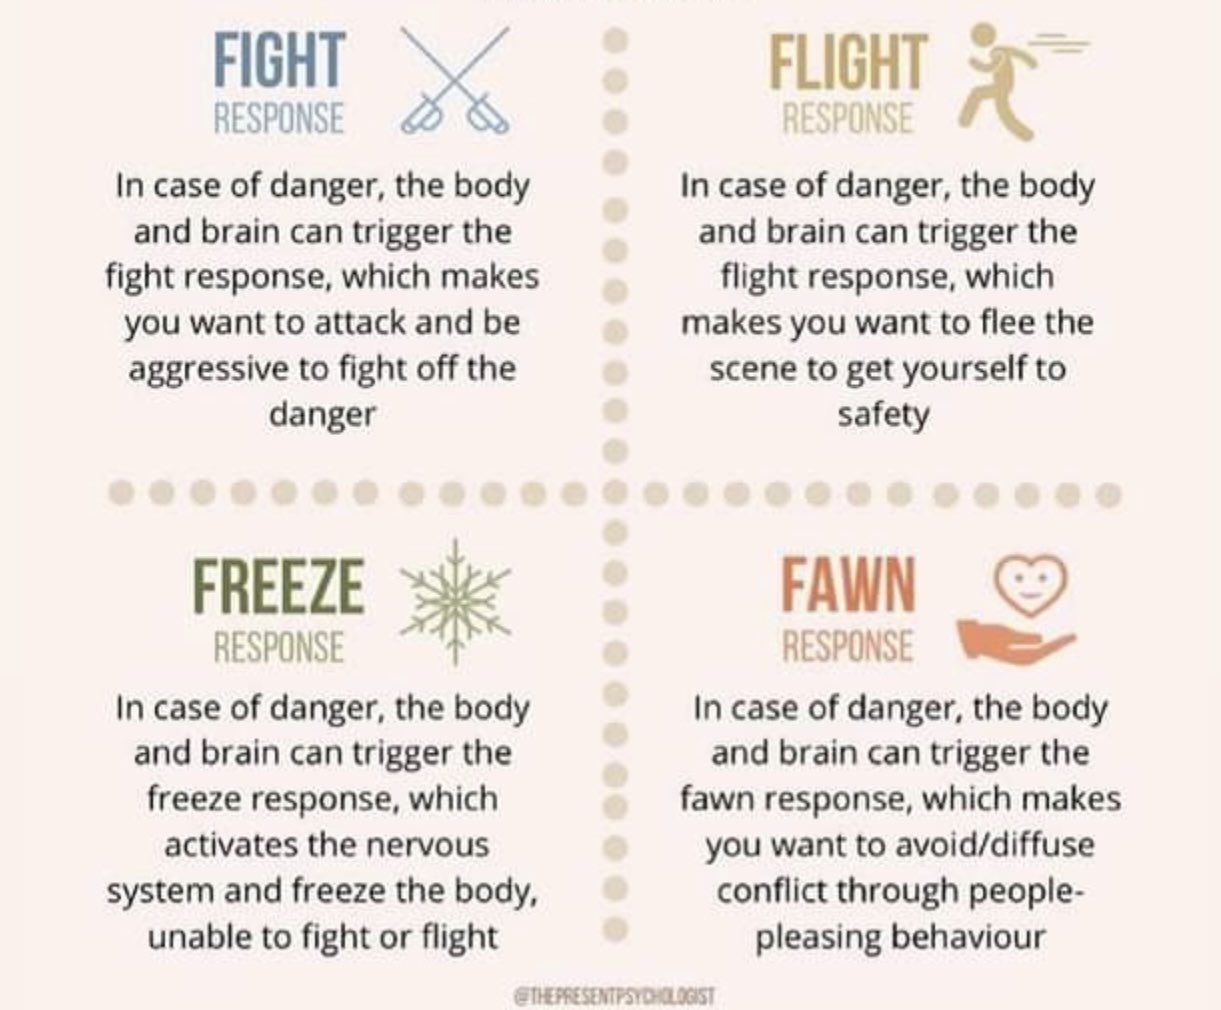 FIGHT
RESPONSE
In case of danger, the body
and brain can trigger the
fight response, which makes
you want to attack and be
aggressive to fight off the
danger
FLIGHT
RESPONSE
In case of danger, the body
and brain can trigger the
flight response, which
makes you want to flee the
scene to get yourself to
safety
FREEZE
RESPONSE
In case of danger, the body
and brain can trigger the
freeze response, which
activates the nervous
system and freeze the body,
unable to fight or flight
FAWN
RESPONSE
In case of danger, the body
and brain can trigger the
fawn response, which makes
you want to avoid/diffuse
conflict through people-
pleasing behaviour
@THEPRESENTPSYCHOLOGIST